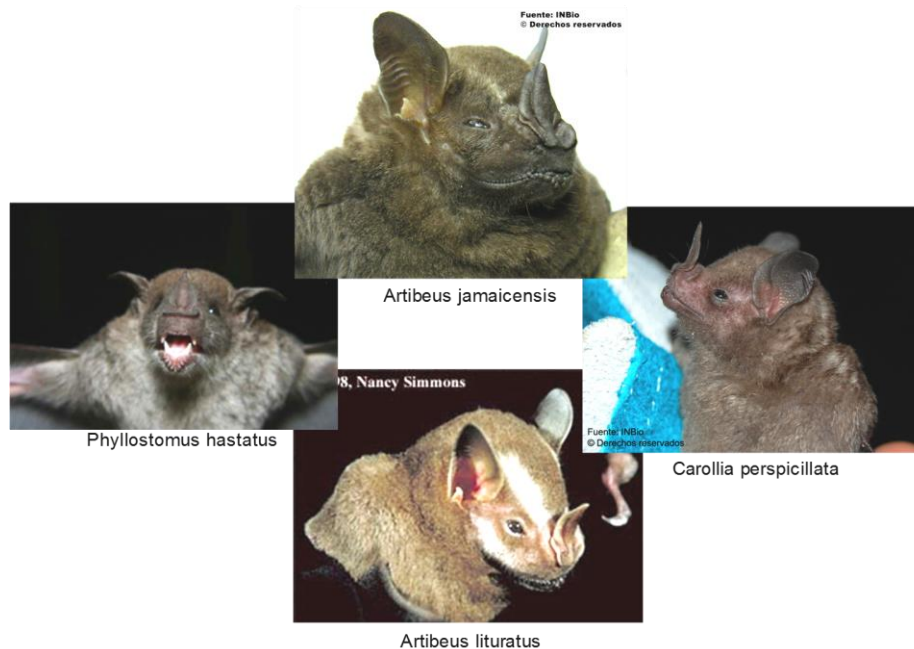 Fuente: INBio
© Derechos reservados
Artibeus jamaicensis
Phyllostomus hastatus
98, Nancy Simmons
Fuente: INBio
© Derechos reservados
Carollia perspicillata
Artibeus lituratus